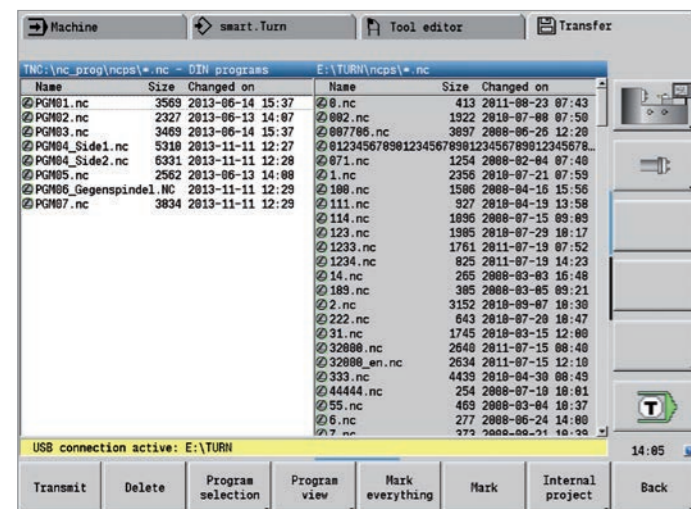 Machine smart.Turn Tool editor Transfer
TNC:\nc_prog\ncps\*.nc - DIN programs
Name Size Changed on
PGM01.nc 3569 2013-06-14 15:37
PGM02.nc 2327 2013-06-13 14:07
PGM03.nc 3469 2013-06-14 15:37
PGM04_Side1.nc 5310 2013-11-11 12:27
PGM04_Side2.nc 6331 2013-11-11 12:28
PGM05.nc 2562 2013-06-13 14:08
PGM06_Gegenspindel.NC 2013-11-11 12:29
PGM07.nc 3834 2013-11-11 12:29
E:\TURN\ncps\*.nc
Name Size Changed on
0.nc 413 2011-08-23 07:43
002.nc 1922 2010-07-08 07:50
007706.nc 3097 2008-06-26 12:20
012345678901234567890123456789012345678...
071.nc 1254 2008-02-04 07:40
1.nc 2356 2010-07-21 07:59
100.nc 1506 2008-04-16 15:56
111.nc 927 2010-04-19 13:58
114.nc 1096 2008-07-15 09:09
123.nc 1905 2010-07-29 10:17
1233.nc 1761 2011-07-19 07:52
1234.nc 825 2011-07-19 14:23
14.nc 265 2008-03-03 16:48
189.nc 305 2008-03-05 09:21
2.nc 3152 2010-09-07 10:30
222.nc 643 2010-07-20 10:47
31.nc 1745 2010-03-15 12:00
32000.nc 2640 2011-07-15 08:40
32000_en.nc 2634 2011-07-15 12:10
333.nc 4439 2010-04-30 08:49
44444.nc 254 2008-07-10 10:01
55.nc 469 2008-03-04 10:37
6.nc 277 2008-06-24 14:00
7.nc 373 2008-08-21 10:39
T
USB connection active: E:\TURN
14:05
Transmit Delete Program selection Program view Mark everything Mark Internal project Back